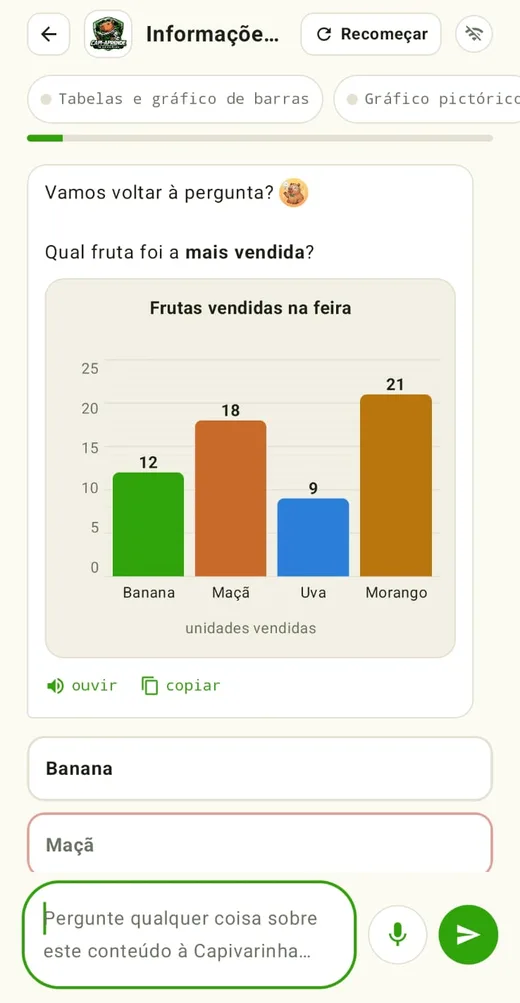 Informaçõe...
Recomeçar
Tabelas e gráfico de barras
Gráfico pictórico
Vamos voltar à pergunta?
Qual fruta foi a mais vendida?
Frutas vendidas na feira
25
20
15
10
5
0
12
18
9
21
Banana
Maçã
Uva
Morango
unidades vendidas
ouvir
copiar
Banana
Maçã
Pergunte qualquer coisa sobre
este conteúdo à Capivarinha...